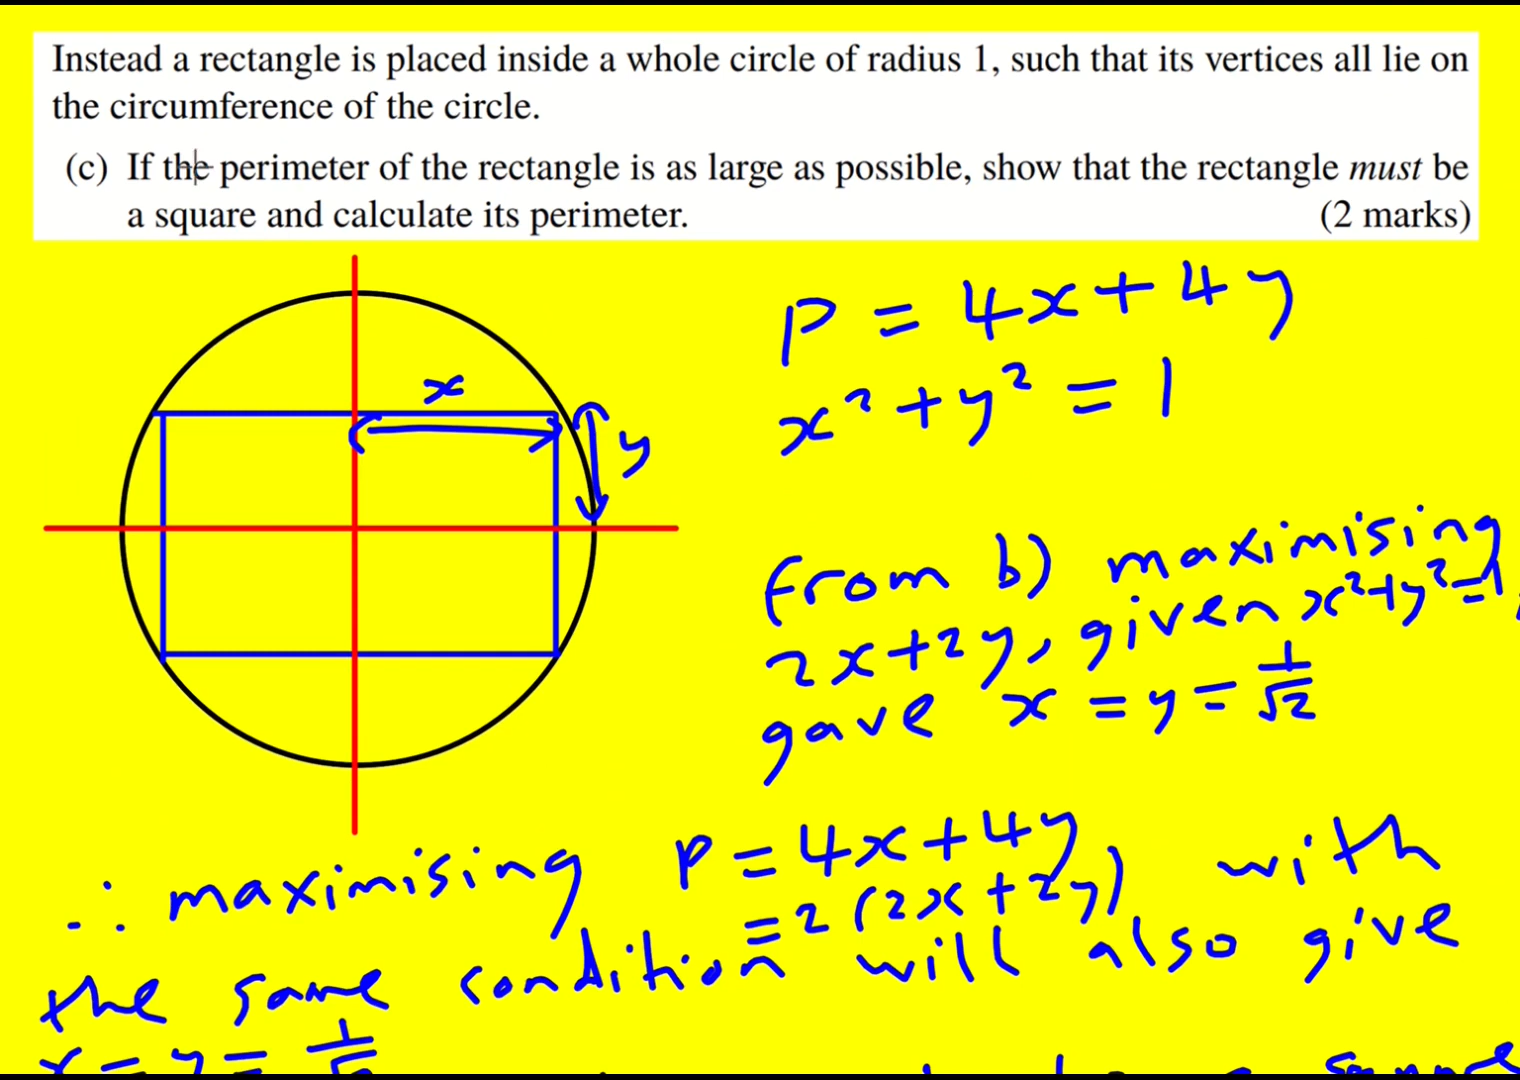 Instead a rectangle is placed inside a whole circle of radius 1, such that its vertices all lie on
the circumference of the circle.
(c) If the perimeter of the rectangle is as large as possible, show that the rectangle must be
a square and calculate its perimeter.
(2 marks)
x
y
P = 4x + 4y
x² + y² = 1
from b) maximising
2x+2y, given x²+y²=1,
gave x = y = 1/√2
∴ maximising P = 4x + 4y with
= 2(2x + 2y)
the same condition will also give
x = y = 1/√